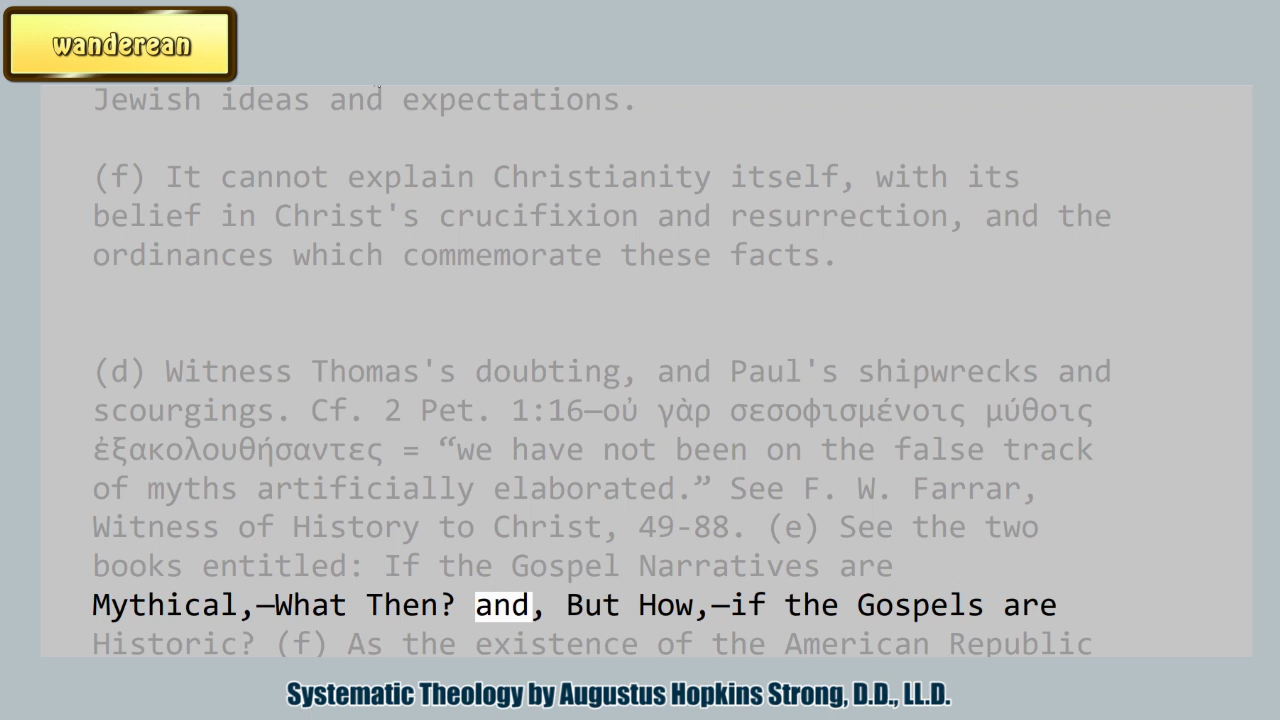 wanderean
Jewish ideas and expectations.
(f) It cannot explain Christianity itself, with its
belief in Christ's crucifixion and resurrection, and the
ordinances which commemorate these facts.
(d) Witness Thomas's doubting, and Paul's shipwrecks and
scourgings. Cf. 2 Pet. 1:16—οὐ γὰρ σεσοφισμένοις μύθοις
ἐξακολουθήσαντες = “we have not been on the false track
of myths artificially elaborated.” See F. W. Farrar,
Witness of History to Christ, 49-88. (e) See the two
books entitled: If the Gospel Narratives are
Mythical,—What Then? and, But How,—if the Gospels are
Historic? (f) As the existence of the American Republic
Systematic Theology by Augustus Hopkins Strong, D.D., LL.D.